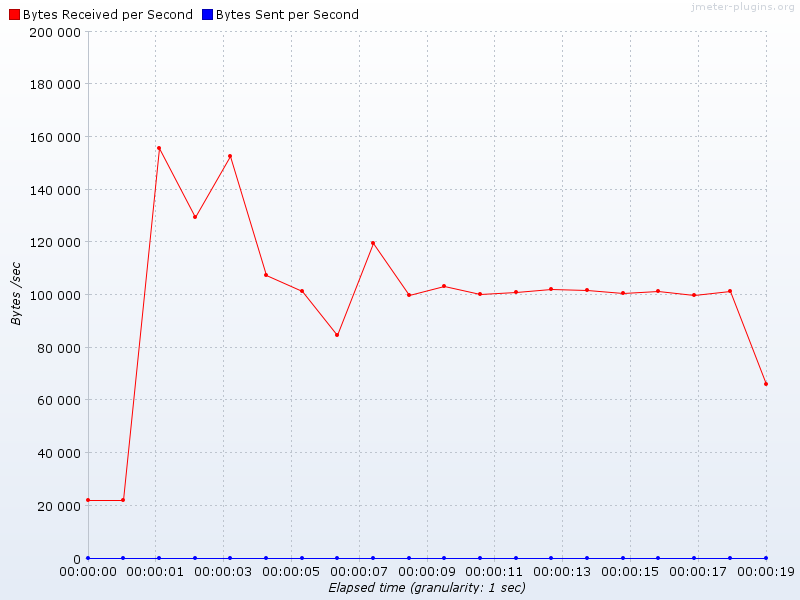 jmeter-plugins.org
Bytes Received per Second Bytes Sent per Second
200 000
180 000
160 000
140 000
120 000
100 000
80 000
60 000
40 000
20 000
0
Bytes /sec
00:00:00 00:00:01 00:00:03 00:00:05 00:00:07 00:00:09 00:00:11 00:00:13 00:00:15 00:00:17 00:00:19
Elapsed time (granularity: 1 sec)